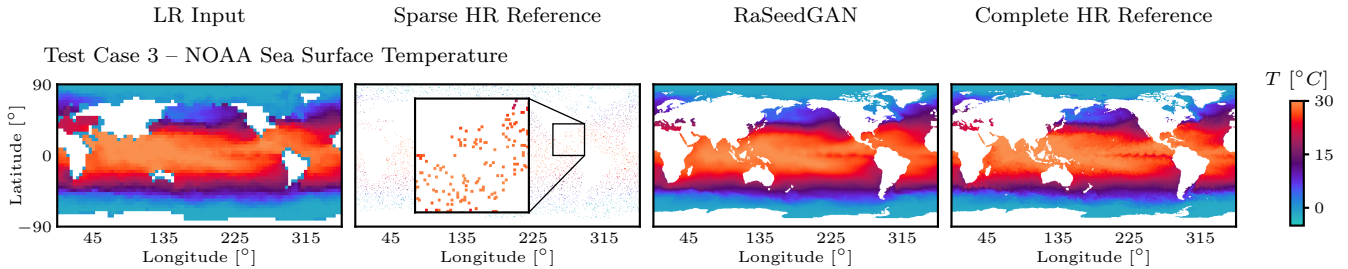 LR Input Sparse HR Reference RaSeedGAN Complete HR Reference
Test Case 3 – NOAA Sea Surface Temperature
T [°C]
90
0
−90
Latitude [°]
45 135 225 315
45 135 225 315
45 135 225 315
45 135 225 315
Longitude [°] Longitude [°] Longitude [°] Longitude [°]
30
15
0